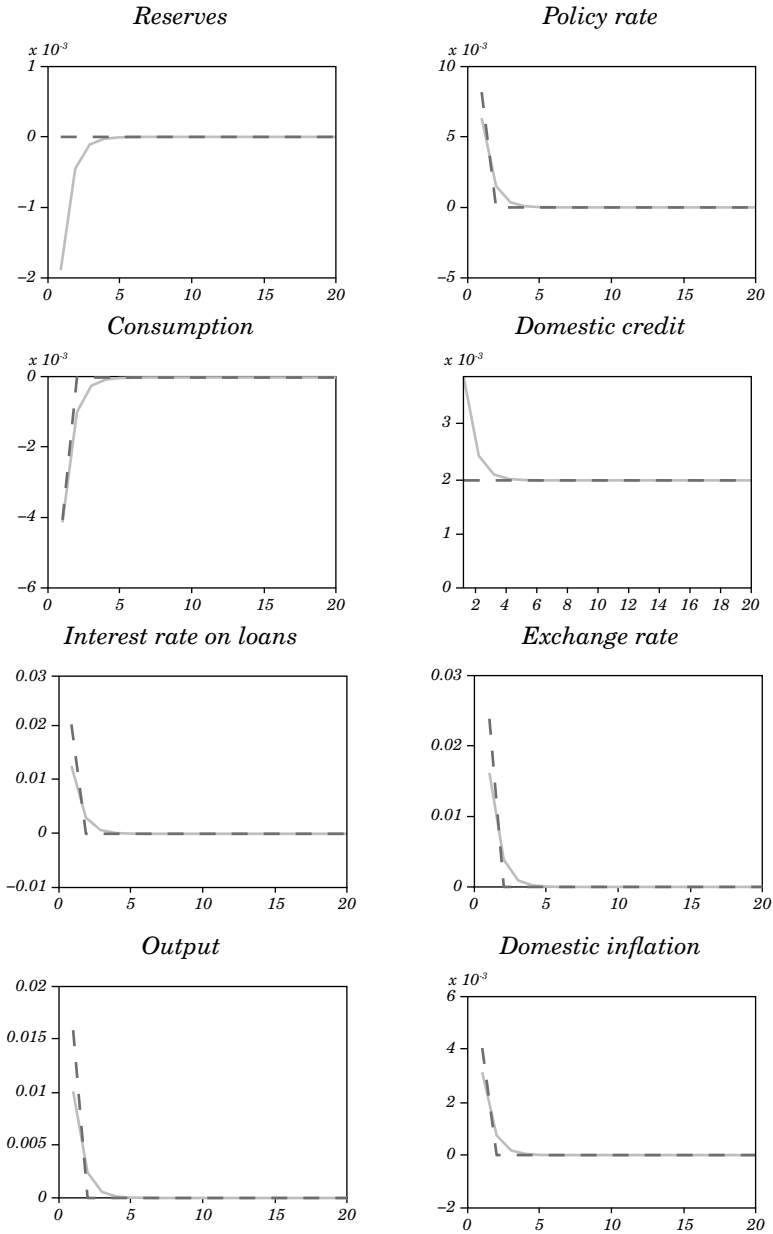 Reserves
x 10-3
1
0
–1
–2
0 5 10 15 20
Policy rate
x 10-3
10
5
0
–5
0 5 10 15 20
Consumption
x 10-3
0
–2
–4
–6
0 5 10 15 20
Domestic credit
x 10-3
3
2
1
0
2 4 6 8 10 12 14 16 18 20
Interest rate on loans
0.03
0.02
0.01
0
–0.01
0 5 10 15 20
Exchange rate
0.03
0.02
0.01
0
0 5 10 15 20
Output
0.02
0.015
0.01
0.005
0
0 5 10 15 20
Domestic inflation
x 10-3
6
4
2
0
–2
0 5 10 15 20